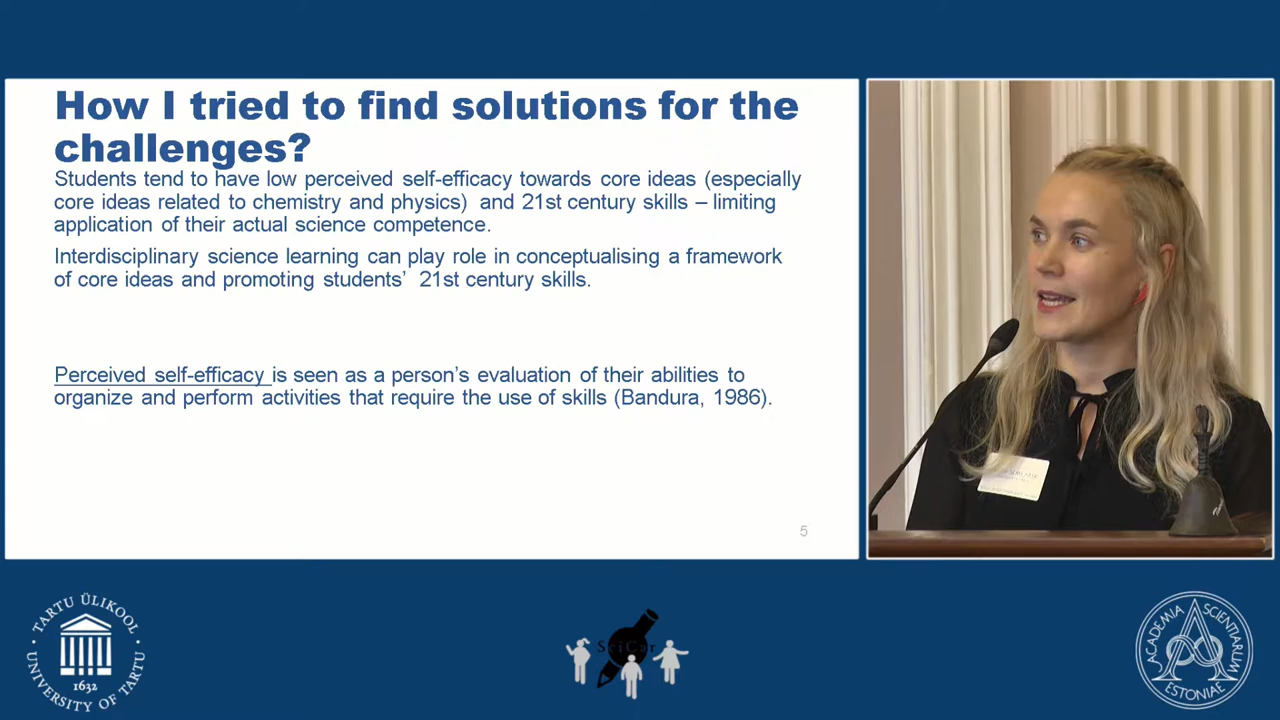 How I tried to find solutions for the
challenges?
Students tend to have low perceived self-efficacy towards core ideas (especially
core ideas related to chemistry and physics) and 21st century skills – limiting
application of their actual science competence.
Interdisciplinary science learning can play role in conceptualising a framework
of core ideas and promoting students’ 21st century skills.
Perceived self-efficacy is seen as a person’s evaluation of their abilities to
organize and perform activities that require the use of skills (Bandura, 1986).
5
TARTU ÜLIKOOL
1632
UNIVERSITY OF TARTU
SciCar
ACADEMIA SCIENTIARUM
ESTONIAE